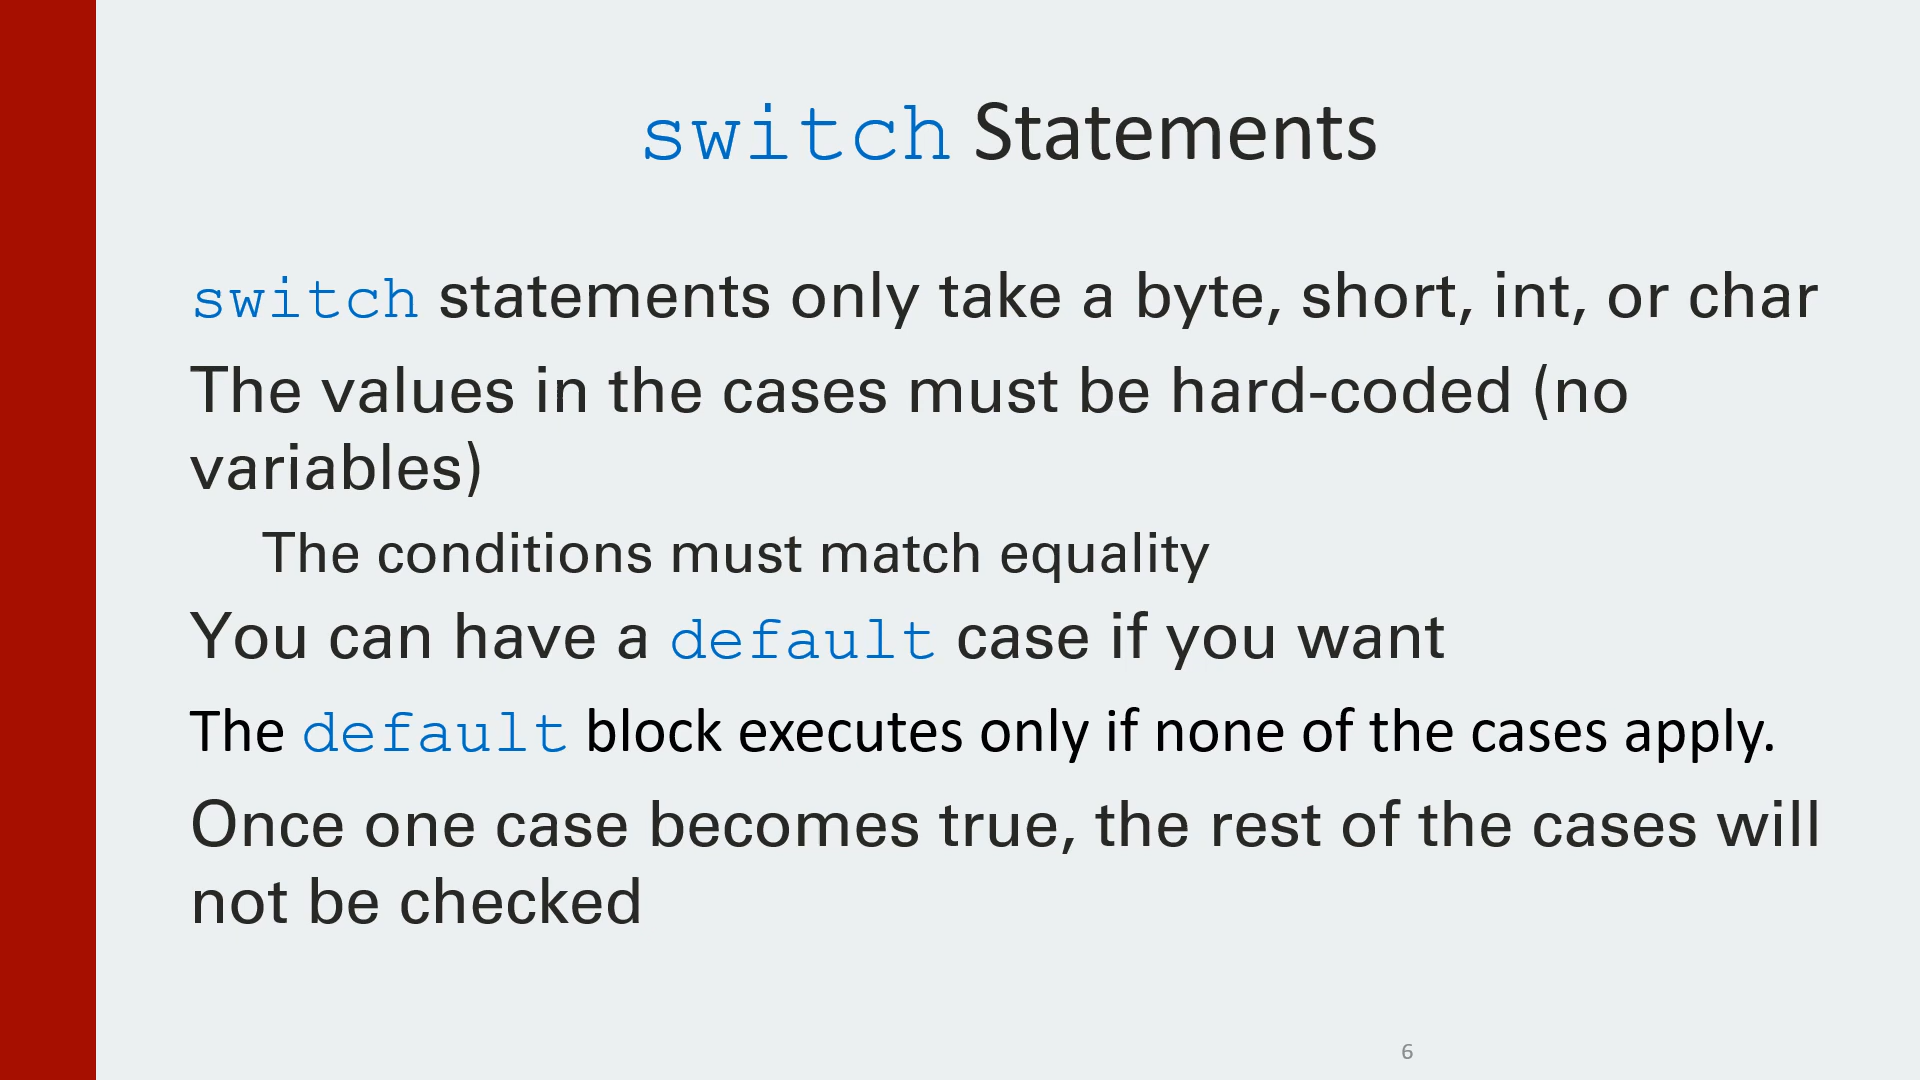 switch Statements
switch statements only take a byte, short, int, or char
The values in the cases must be hard-coded (no
variables)
The conditions must match equality
You can have a default case if you want
The default block executes only if none of the cases apply.
Once one case becomes true, the rest of the cases will
not be checked
6